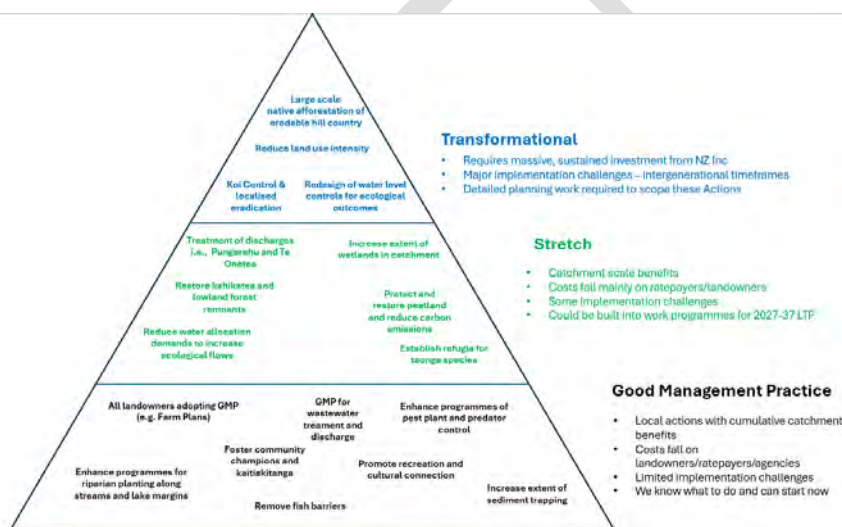 Large scale
native afforestation of
erodable hill country
Reduce land use intensity
Koi Control &
localised
eradication
Redesign of water level
controls for ecological
outcomes
Transformational
• Requires massive, sustained investment from NZ Inc
• Major implementation challenges – intergenerational timeframes
• Detailed planning work required to scope these Actions
Treatment of discharges
i.e., Pungarehu and Te
Onetea
Increase extent of
wetlands in catchment
Restore kahikatea and
lowland forest
remnants
Protect and
restore peatland
and reduce carbon
emissions
Reduce water allocation
demands to increase
ecological flows
Establish refugia for
taonga species
Stretch
• Catchment scale benefits
• Costs fall mainly on ratepayers/landowners
• Some Implementation challenges
• Could be built into work programmes for 2027-37 LTP
All landowners adopting GMP
(e.g. Farm Plans)
GMP for
wastewater
treament and
discharge
Enhance programmes of
pest plant and predator
control
Foster community
champions and
kaitiakitanga
Promote recreation and
cultural connection
Enhance programmes for
riparian planting along
streams and lake margins
Remove fish barriers
Increase extent of
sediment trapping
Good Management Practice
• Local actions with cumulative catchment
benefits
• Costs fall on
landowners/ratepayers/agencies
• Limited implementation challenges
• We know what to do and can start now